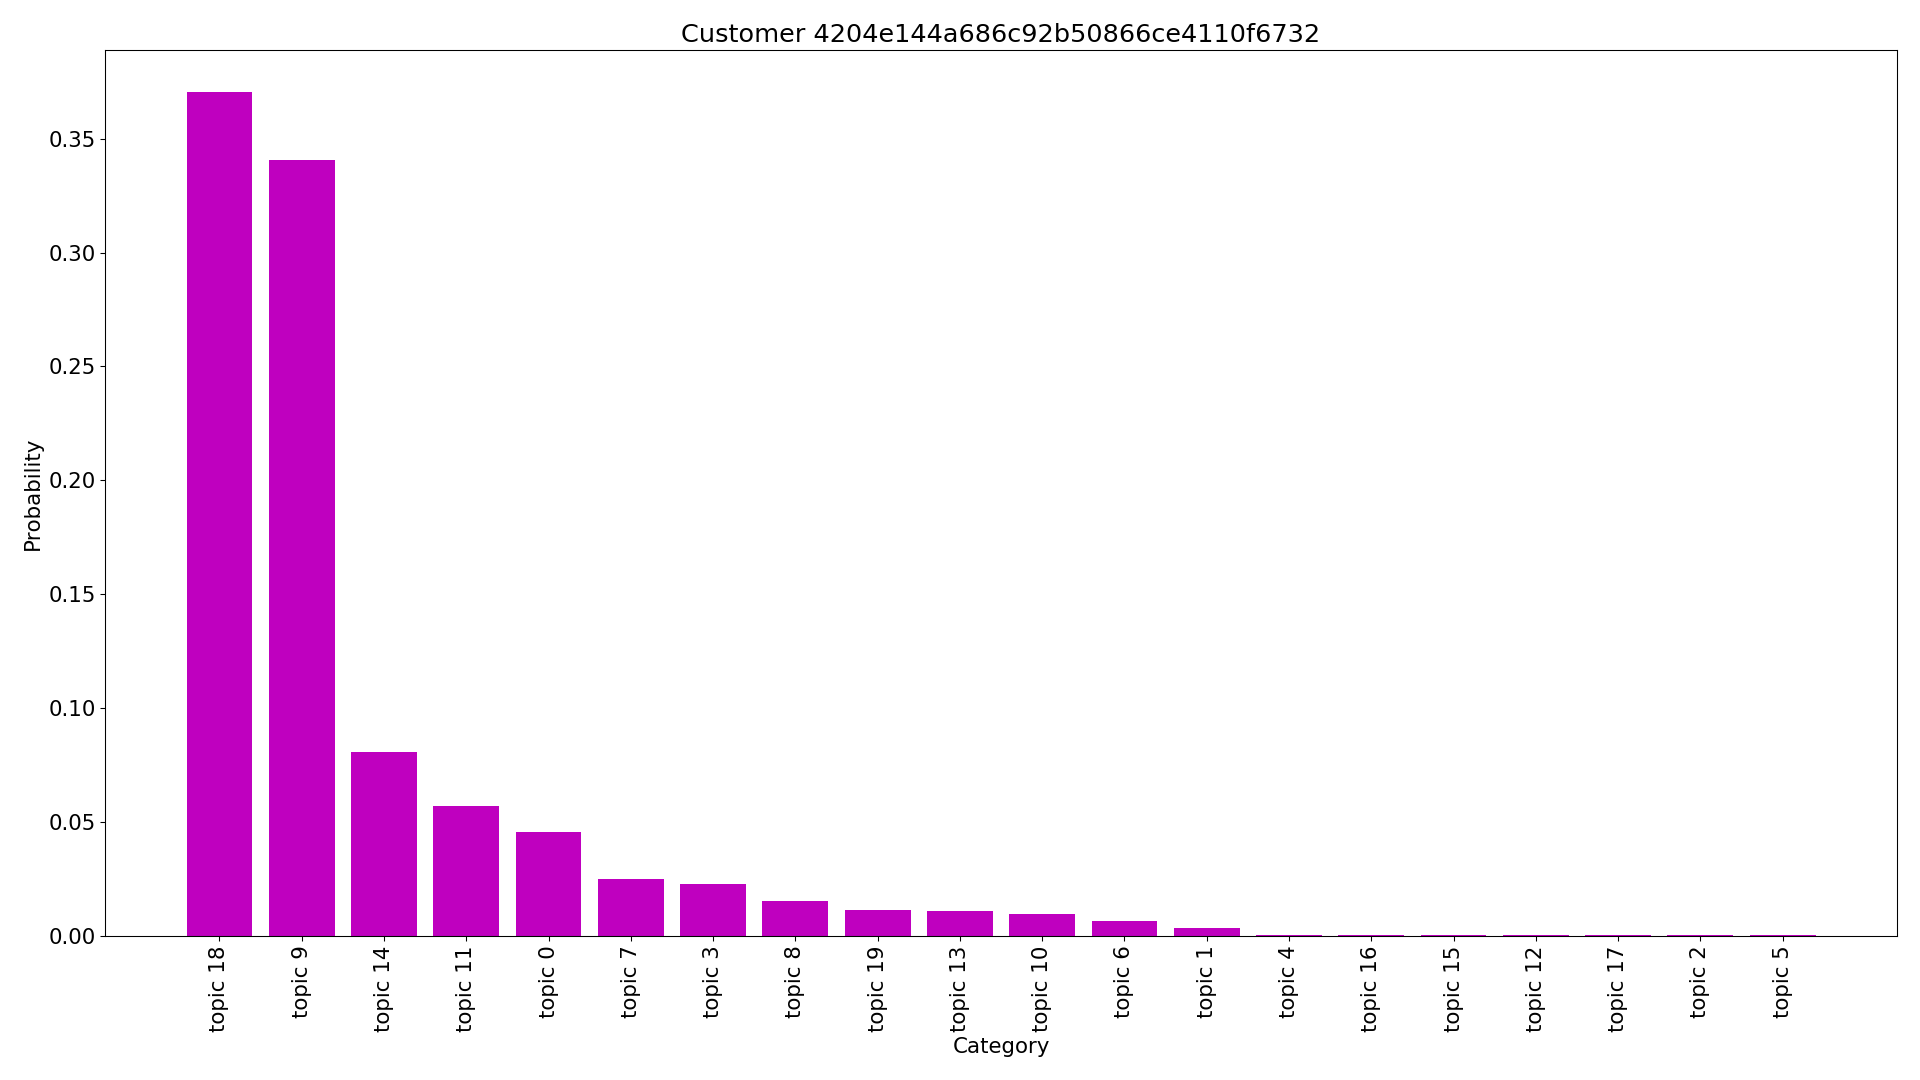 Customer 4204e144a686c92b50866ce4110f6732
Probability
0.35
0.30
0.25
0.20
0.15
0.10
0.05
0.00
topic 18
topic 9
topic 14
topic 11
topic 0
topic 7
topic 3
topic 8
topic 19
topic 13
topic 10
topic 6
topic 1
topic 4
topic 16
topic 15
topic 12
topic 17
topic 2
topic 5
Category